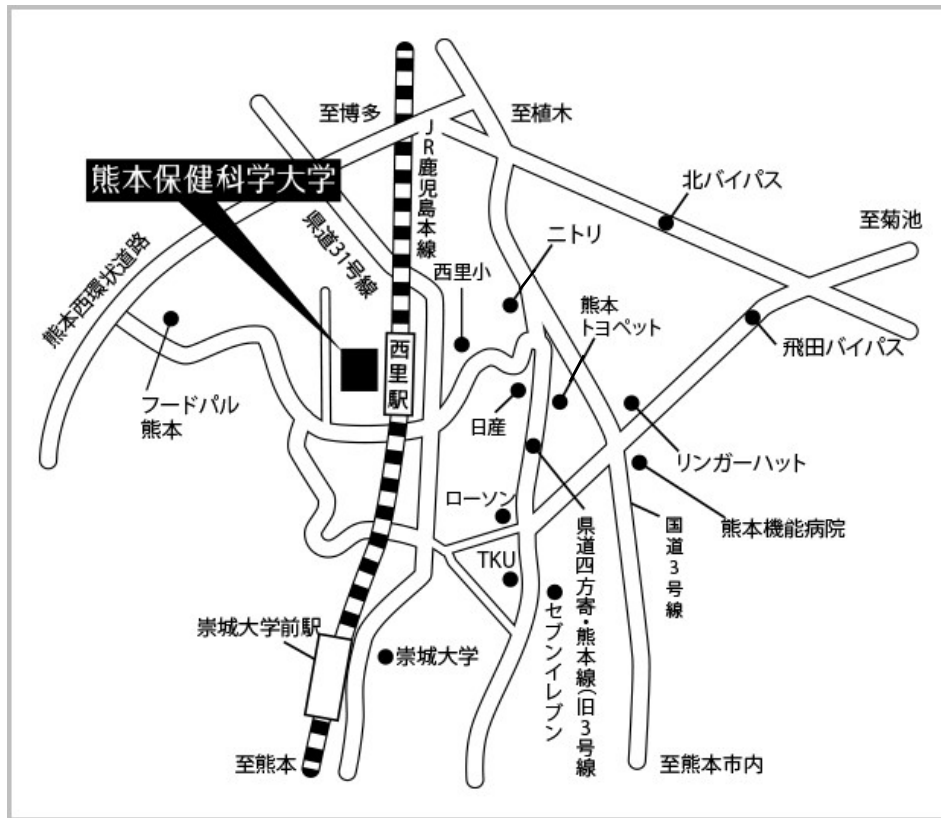 至博多
至植木
JR鹿児島本線
熊本保健科学大学
北バイパス
至菊池
県道31号線
ニトリ
西里小
熊本西環状道路
熊本
トヨペット
飛田バイパス
西里駅
フードパル
熊本
日産
リンガーハット
ローソン
熊本機能病院
国道3号線
県道四方寄・熊本線(旧3号線
TKU
セブンイレブン
崇城大学前駅
崇城大学
至熊本
至熊本市内